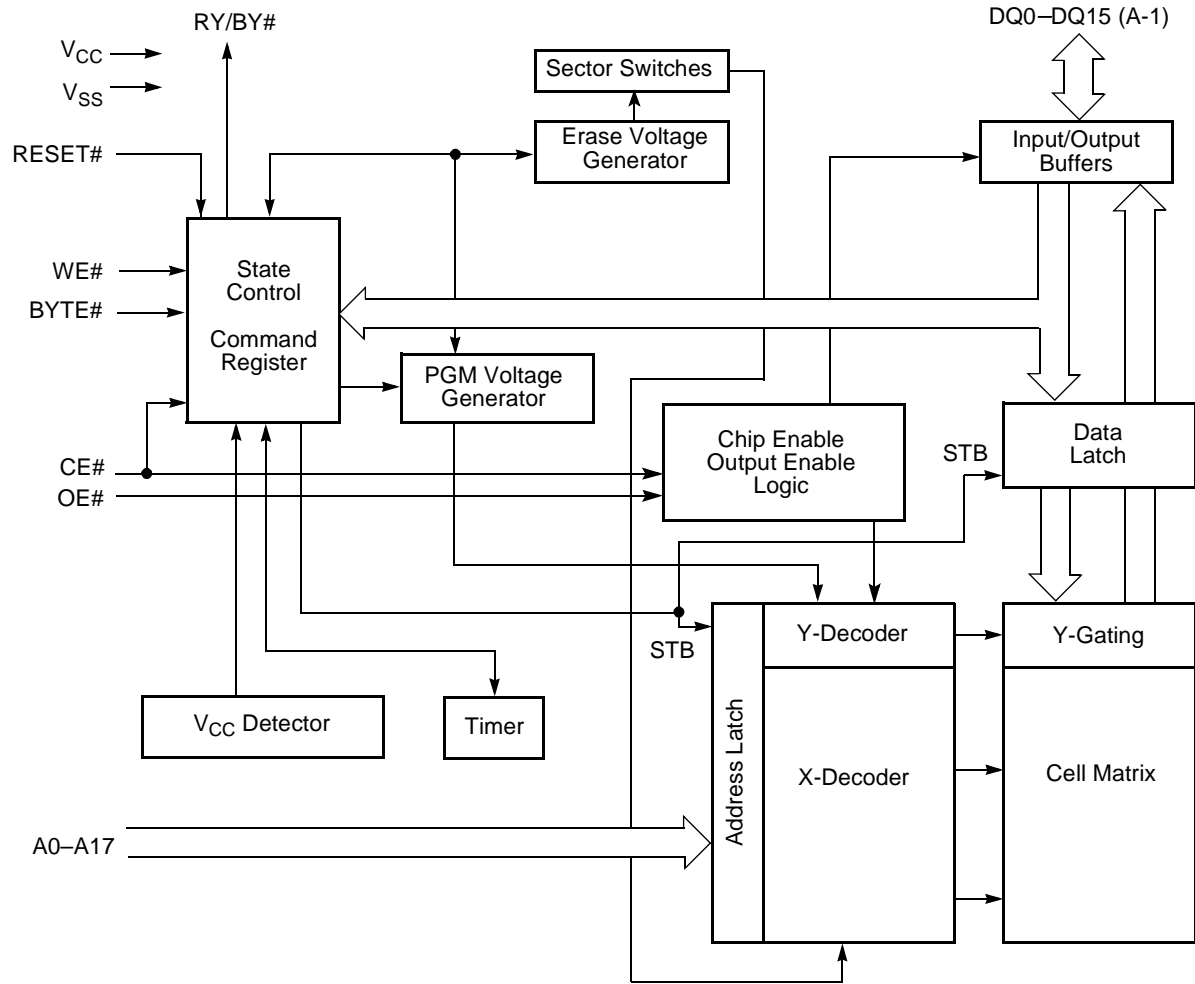 RY/BY#
DQ0–DQ15 (A-1)
VCC
VSS
Sector Switches
Erase Voltage
Generator
Input/Output
Buffers
RESET#
WE#
BYTE#
State
Control
Command
Register
PGM Voltage
Generator
Chip Enable
Output Enable
Logic
STB
Data
Latch
CE#
OE#
STB
Y-Decoder
Y-Gating
VCC Detector
Timer
Address Latch
X-Decoder
Cell Matrix
A0–A17